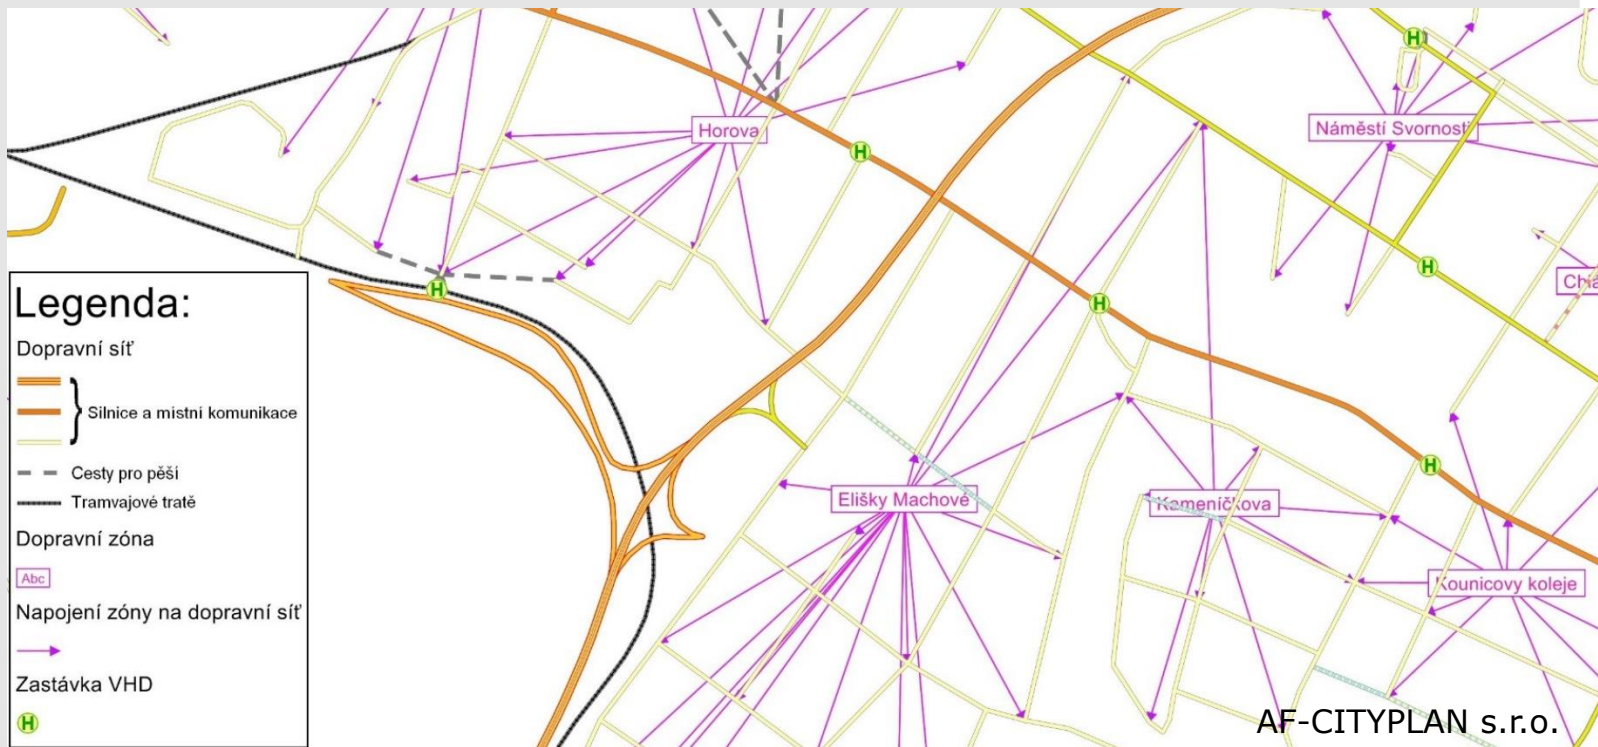 H
Horova
Náměstí Svornosti
H
H
H
H
Legenda:
Dopravní síť
Silnice a místní komunikace
Cesty pro pěší
Tramvajové tratě
Dopravní zóna
Abc
Napojení zóny na dopravní síť
Zastávka VHD
H
H
Elišky Machové
Kameníčkova
Kounicovy koleje
AF-CITYPLAN s.r.o.